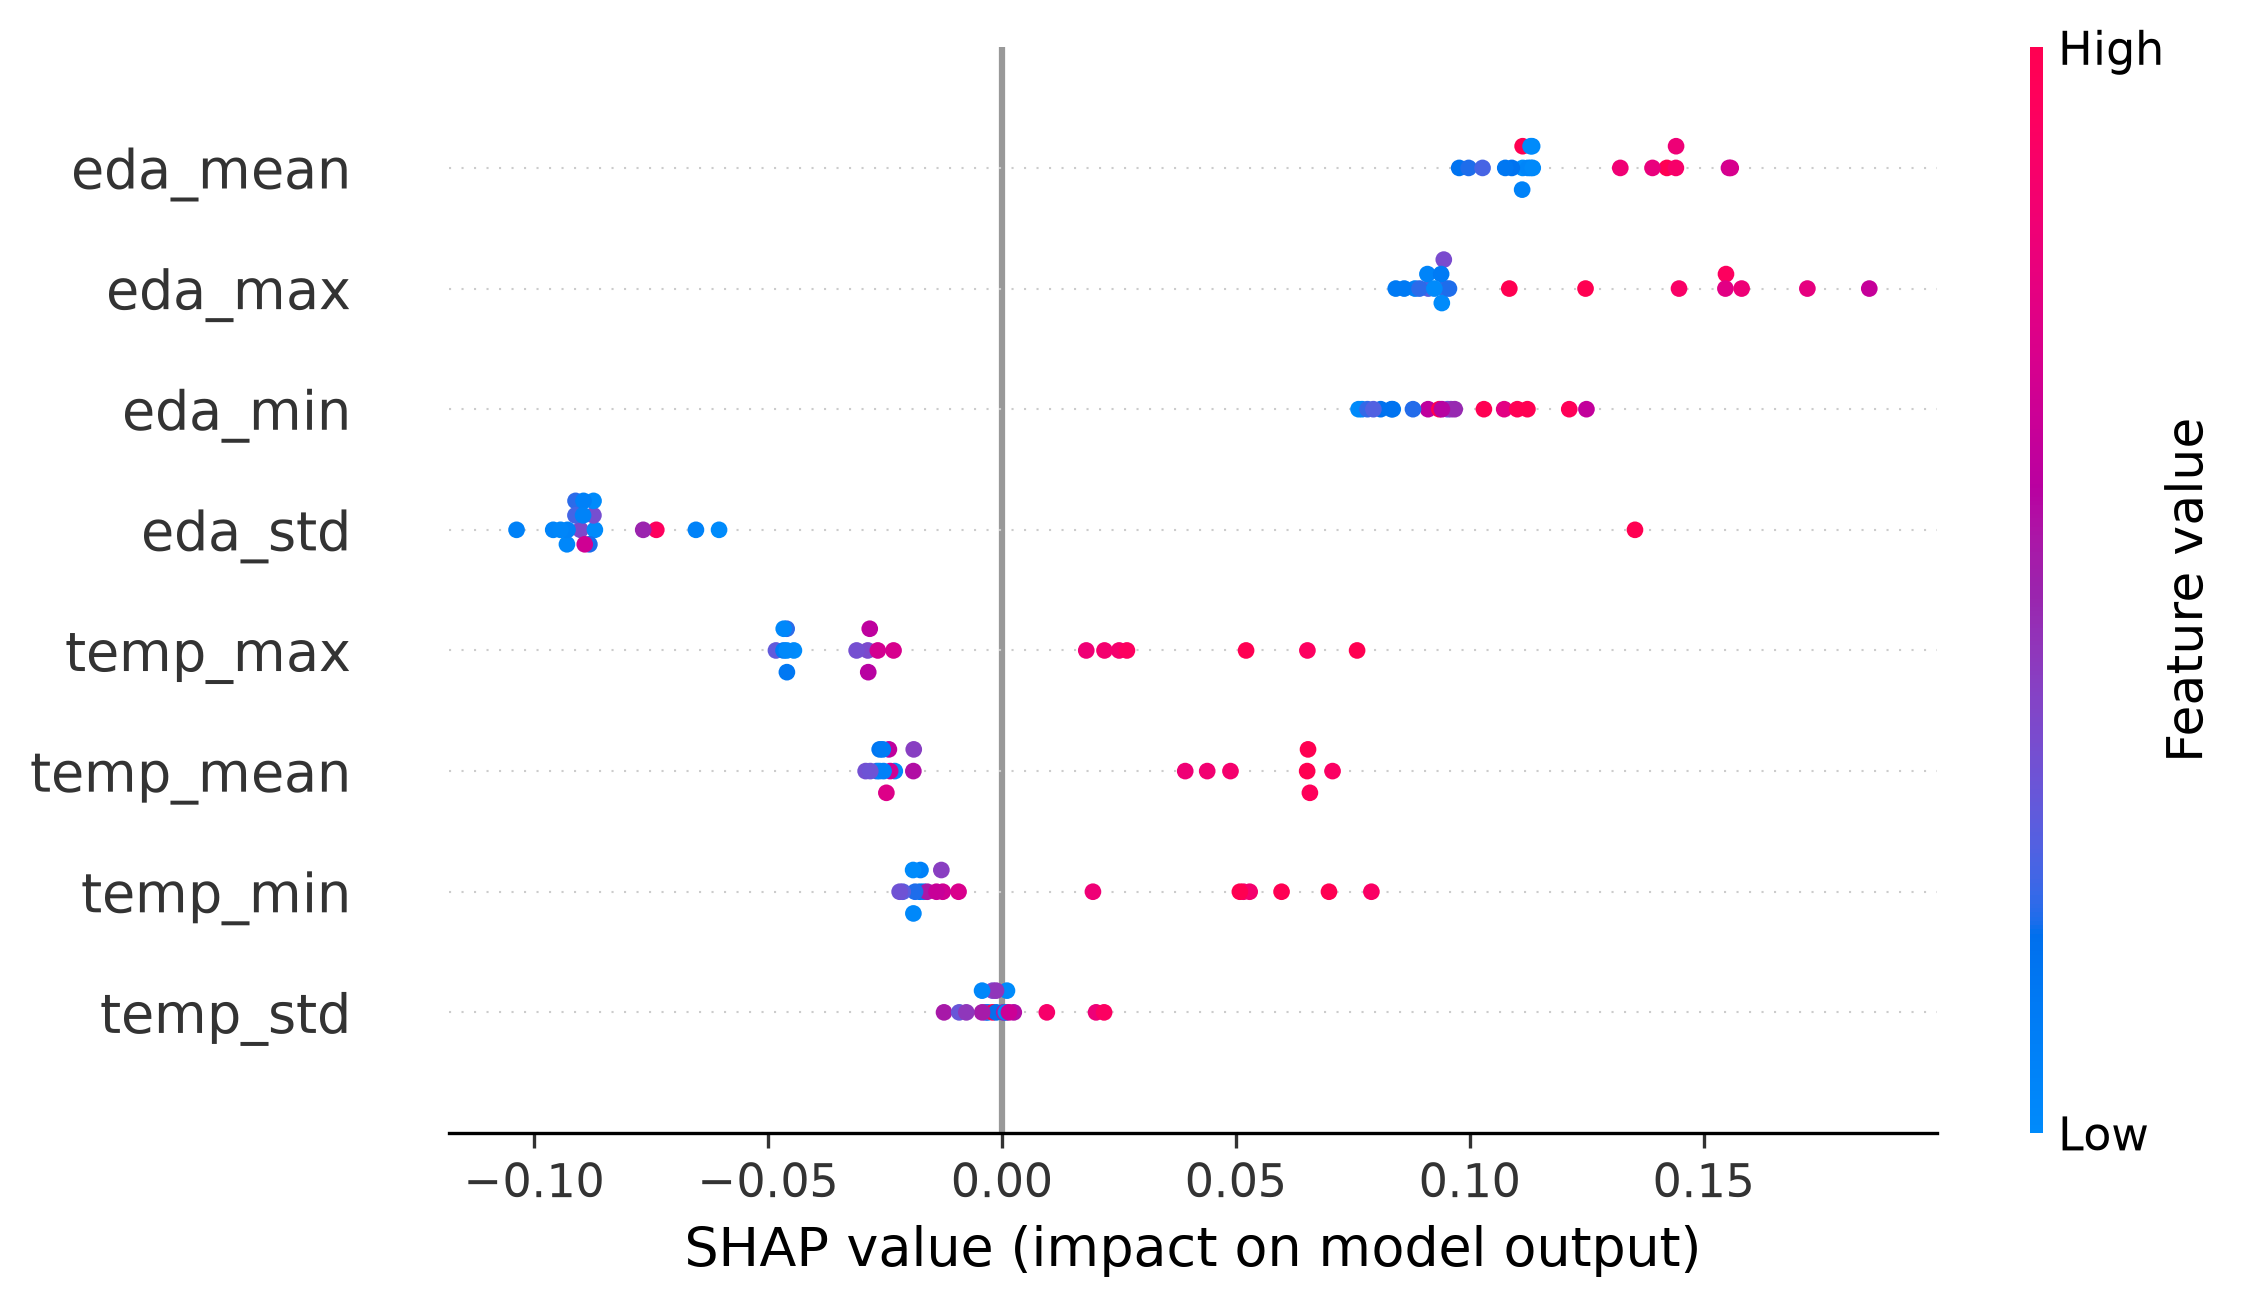 High
eda_mean
eda_max
eda_min
eda_std
temp_max
temp_mean
temp_min
temp_std
Feature value
Low
−0.10 −0.05 0.00 0.05 0.10 0.15
SHAP value (impact on model output)